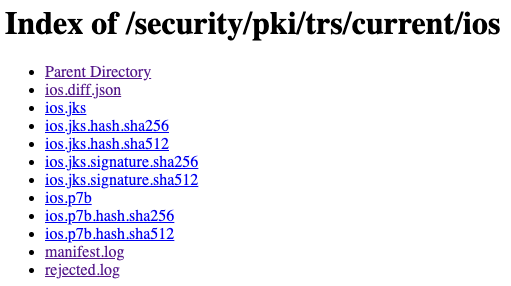 Index of /security/pki/trs/current/ios
Parent Directory
ios.diff.json
ios.jks
ios.jks.hash.sha256
ios.jks.hash.sha512
ios.jks.signature.sha256
ios.jks.signature.sha512
ios.p7b
ios.p7b.hash.sha256
ios.p7b.hash.sha512
manifest.log
rejected.log